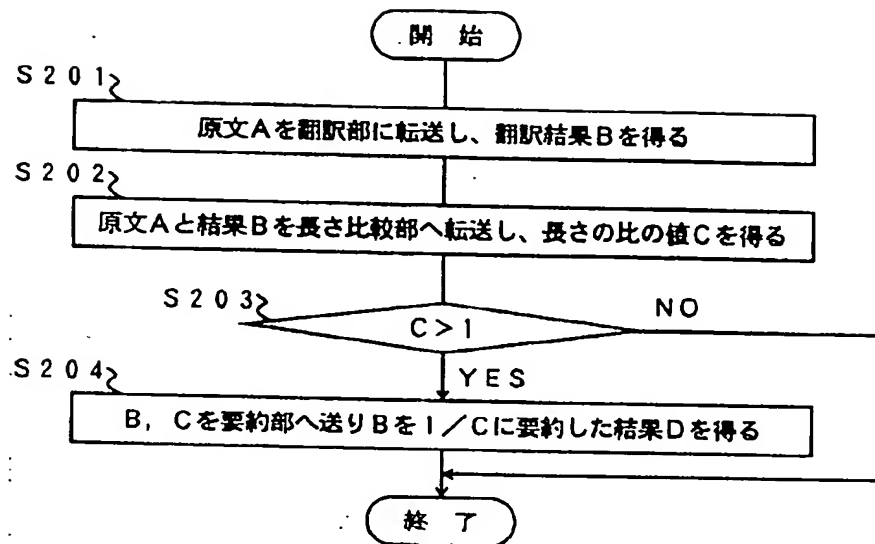 開 始
S201
原文Aを翻訳部に転送し、翻訳結果Bを得る
S202
原文Aと結果Bを長さ比較部へ転送し、長さの比の値Cを得る
S203
C>1
NO
YES
S204
B，Cを要約部へ送りBを1／Cに要約した結果Dを得る
終 了